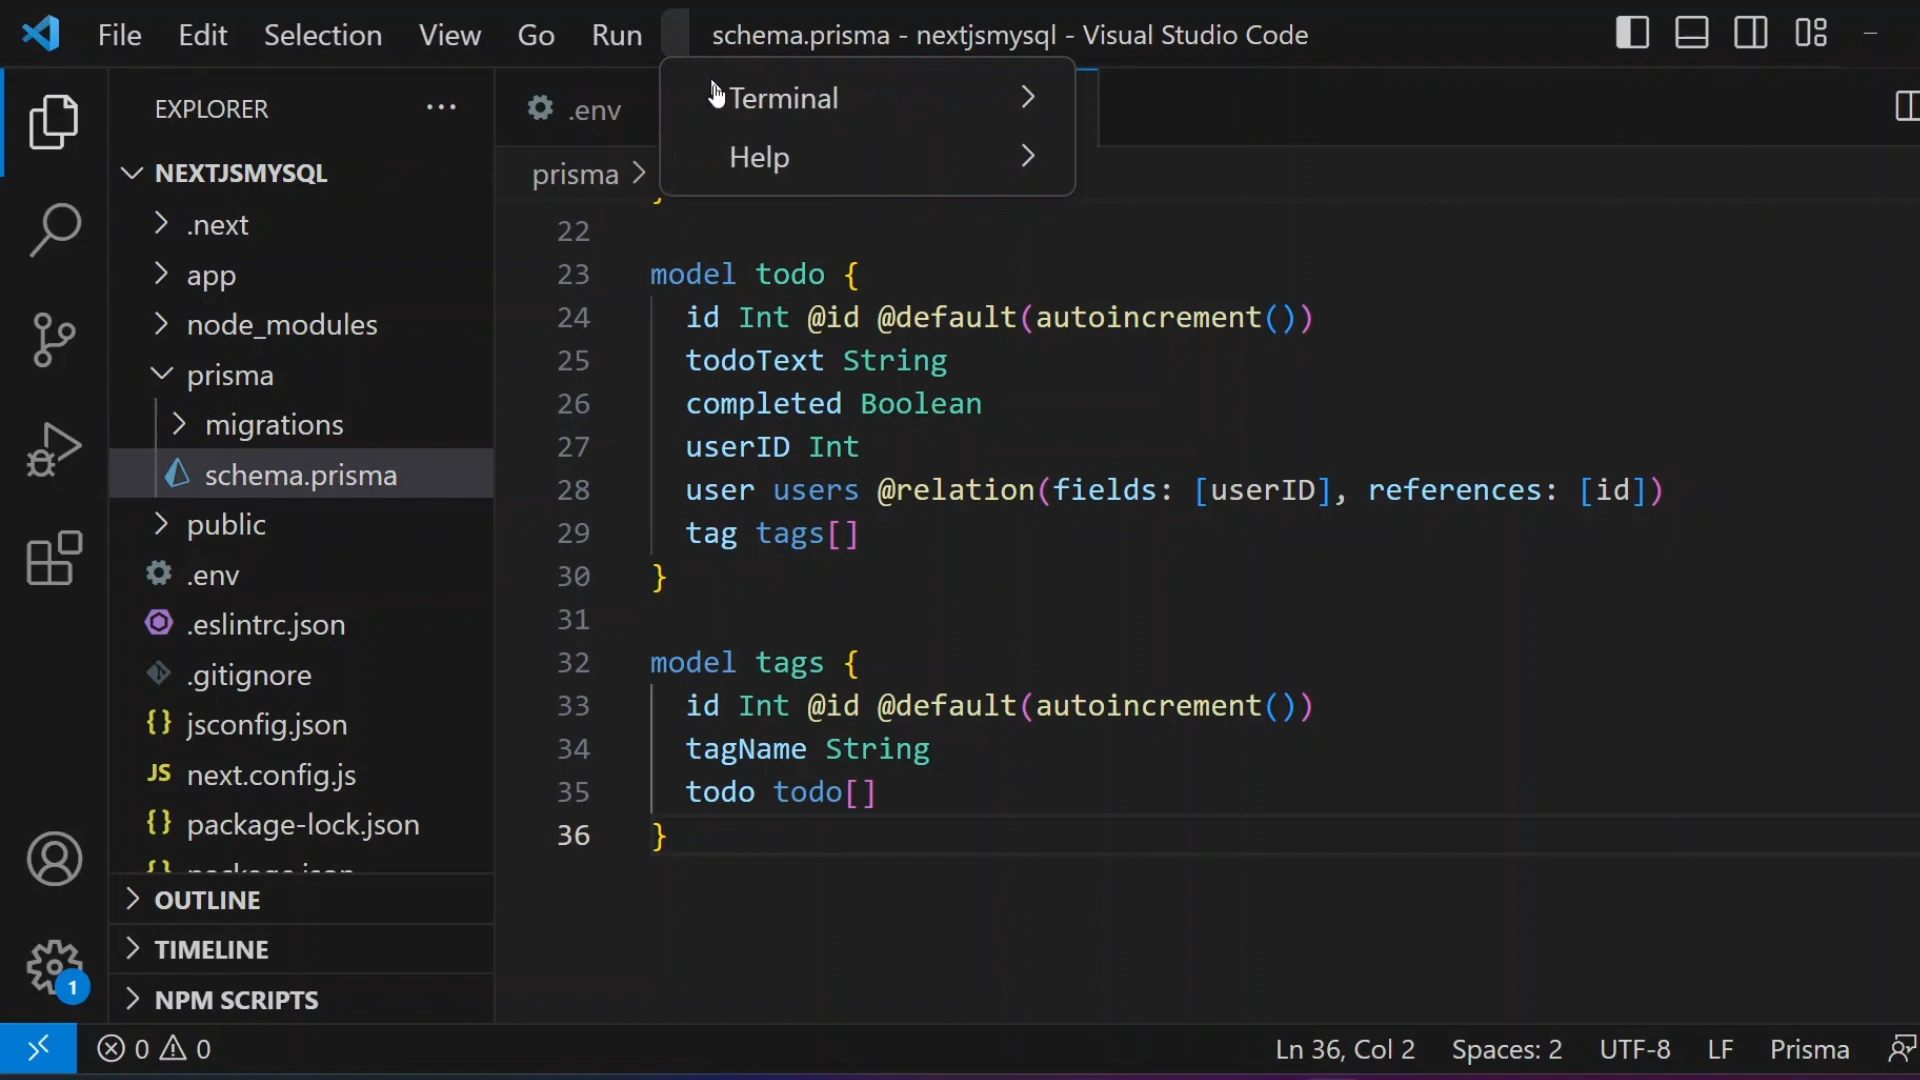 File Edit Selection View Go Run schema.prisma - nextjsmysql - Visual Studio Code
Terminal
Help
EXPLORER ...
NEXTJSMYSQL
.next
app
node_modules
prisma
migrations
schema.prisma
public
.env
.eslintrc.json
.gitignore
jsconfig.json
JS next.config.js
package-lock.json
package.json
OUTLINE
TIMELINE
NPM SCRIPTS
.env
prisma >
}
22
23 model todo {
24 id Int @id @default(autoincrement())
25 todoText String
26 completed Boolean
27 userID Int
28 user users @relation(fields: [userID], references: [id])
29 tag tags[]
30 }
31
32 model tags {
33 id Int @id @default(autoincrement())
34 tagName String
35 todo todo[]
36 }
1
0 0 Ln 36, Col 2 Spaces: 2 UTF-8 LF Prisma